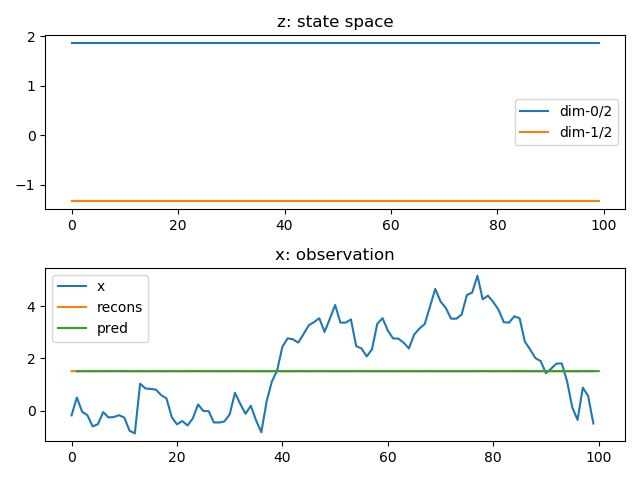 z: state space
2
1
0
−1
dim-0/2
dim-1/2
0 20 40 60 80 100
x: observation
4
2
0
x
recons
pred
0 20 40 60 80 100